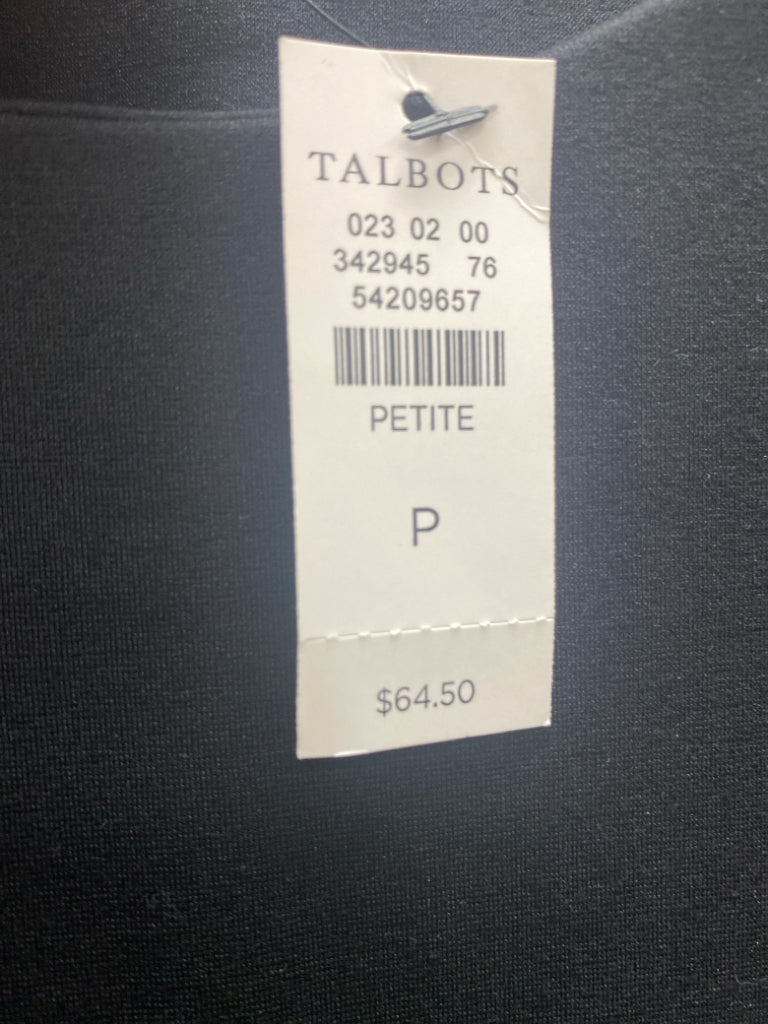 TALBOTS
023 02 00
342945 76
54209657
PETITE
P
$64.50